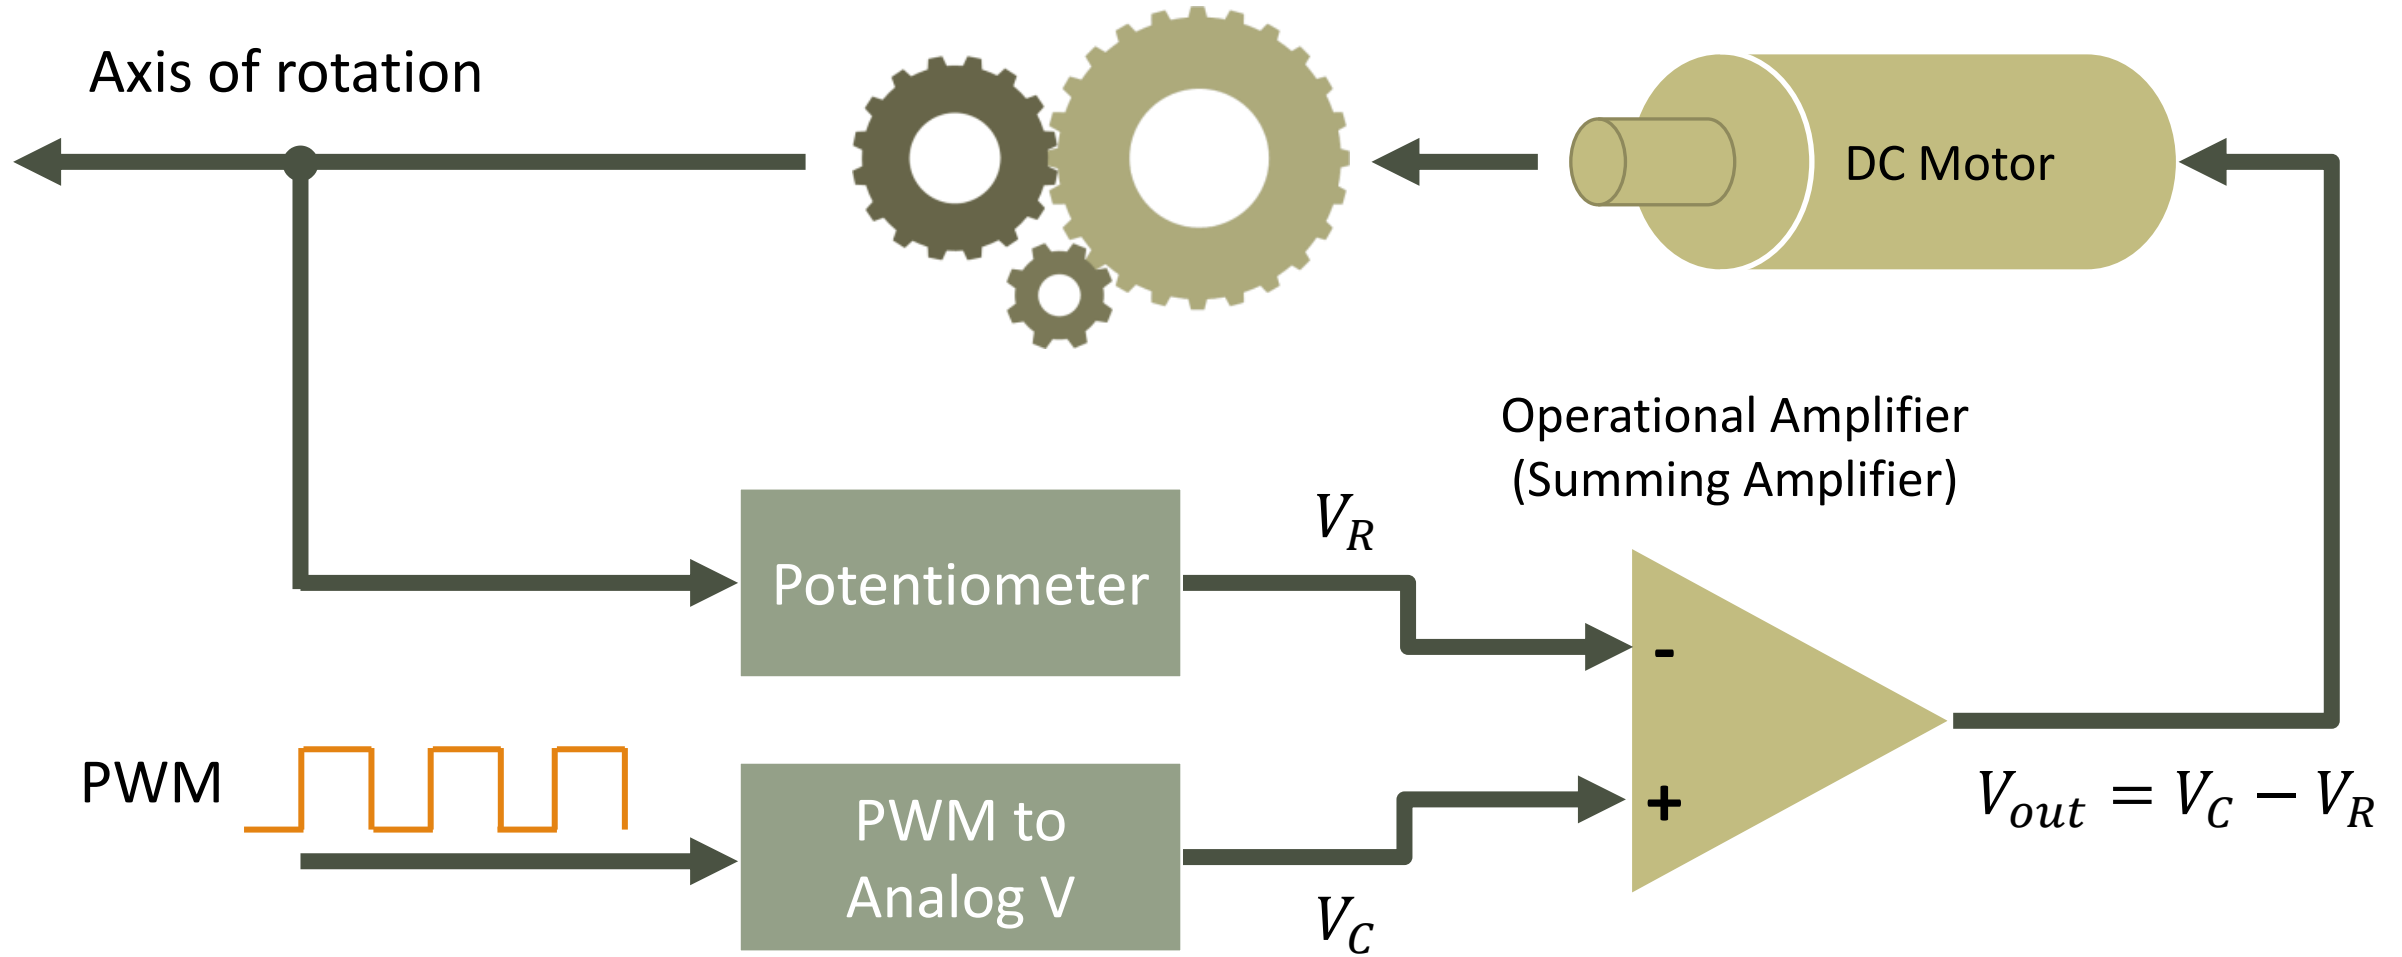 Axis of rotation
DC Motor
Operational Amplifier
(Summing Amplifier)
V_R
Potentiometer
-
PWM
PWM to
Analog V
+
V_out = V_C − V_R
V_C